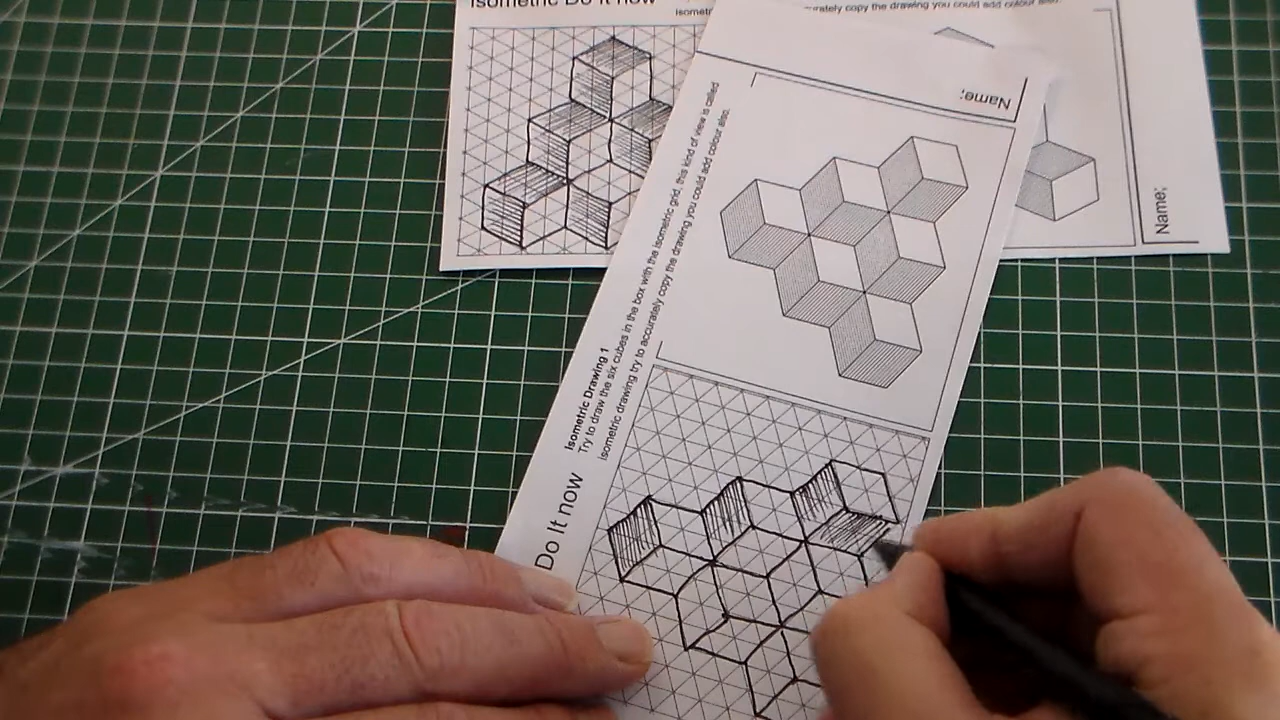 Isometric Do It now
isometr
rately copy the drawing you could add colour also.
Name;
Name;
Do It now
Isometric Drawing 1
Try to draw the six cubes in the box with the isometric grid, this kind of view is called
isometric drawing try to accurately copy the drawing you could add colour also.